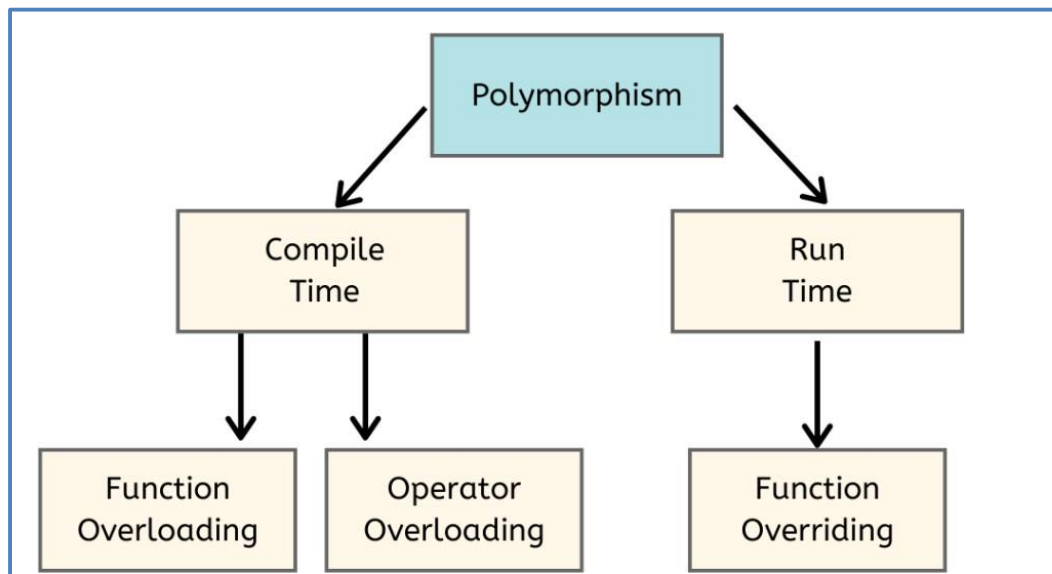 Polymorphism
Compile
Time
Run
Time
Function
Overloading
Operator
Overloading
Function
Overriding